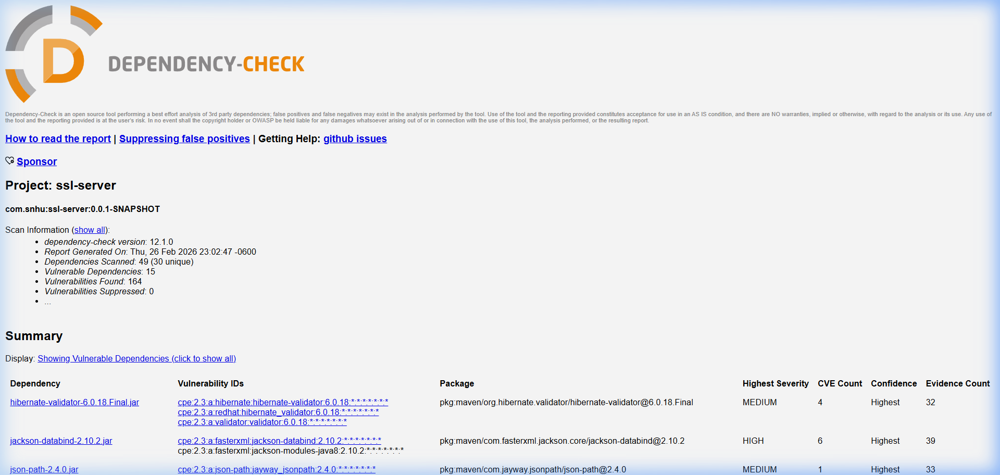 D
DEPENDENCY-CHECK
Dependency-Check is an open source tool performing a best effort analysis of 3rd party dependencies; false positives and false negatives may exist in the analysis performed by the tool. Use of the tool and the reporting provided constitutes acceptance for use in an AS IS condition, and there are NO warranties, implied or otherwise, with regard to the analysis or its use. Any use of
the tool and the reporting provided is at the user's risk. In no event shall the copyright holder or OWASP be held liable for any damages whatsoever arising out of or in connection with the use of this tool, the analysis performed, or the resulting report.
How to read the report | Suppressing false positives | Getting Help: github issues
Sponsor
Project: ssl-server
com.snhu:ssl-server:0.0.1-SNAPSHOT
Scan Information (show all):
• dependency-check version: 12.1.0
• Report Generated On: Thu, 26 Feb 2026 23:02:47 -0600
• Dependencies Scanned: 49 (30 unique)
• Vulnerable Dependencies: 15
• Vulnerabilities Found: 164
• Vulnerabilities Suppressed: 0
• ...
Summary
Display: Showing Vulnerable Dependencies (click to show all)
Dependency Vulnerability IDs Package Highest Severity CVE Count Confidence Evidence Count
hibernate-validator-6.0.18.Final.jar cpe:2.3:a:hibernate:hibernate-validator:6.0.18:*:*:*:*:*:*:* pkg:maven/org.hibernate.validator/hibernate-validator@6.0.18.Final MEDIUM 4 Highest 32
cpe:2.3:a:redhat:hibernate_validator:6.0.18:*:*:*:*:*:*:*
cpe:2.3:a:validator:validator:6.0.18:*:*:*:*:*:*:*
jackson-databind-2.10.2.jar cpe:2.3:a:fasterxml:jackson-databind:2.10.2:*:*:*:*:*:*:* pkg:maven/com.fasterxml.jackson.core/jackson-databind@2.10.2 HIGH 6 Highest 39
cpe:2.3:a:fasterxml:jackson-modules-java8:2.10.2:*:*:*:*:*:*:*
json-path-2.4.0.jar cpe:2.3:a:json-path:jayway_jsonpath:2.4.0:*:*:*:*:*:*:* pkg:maven/com.jayway.jsonpath/json-path@2.4.0 MEDIUM 1 Highest 33